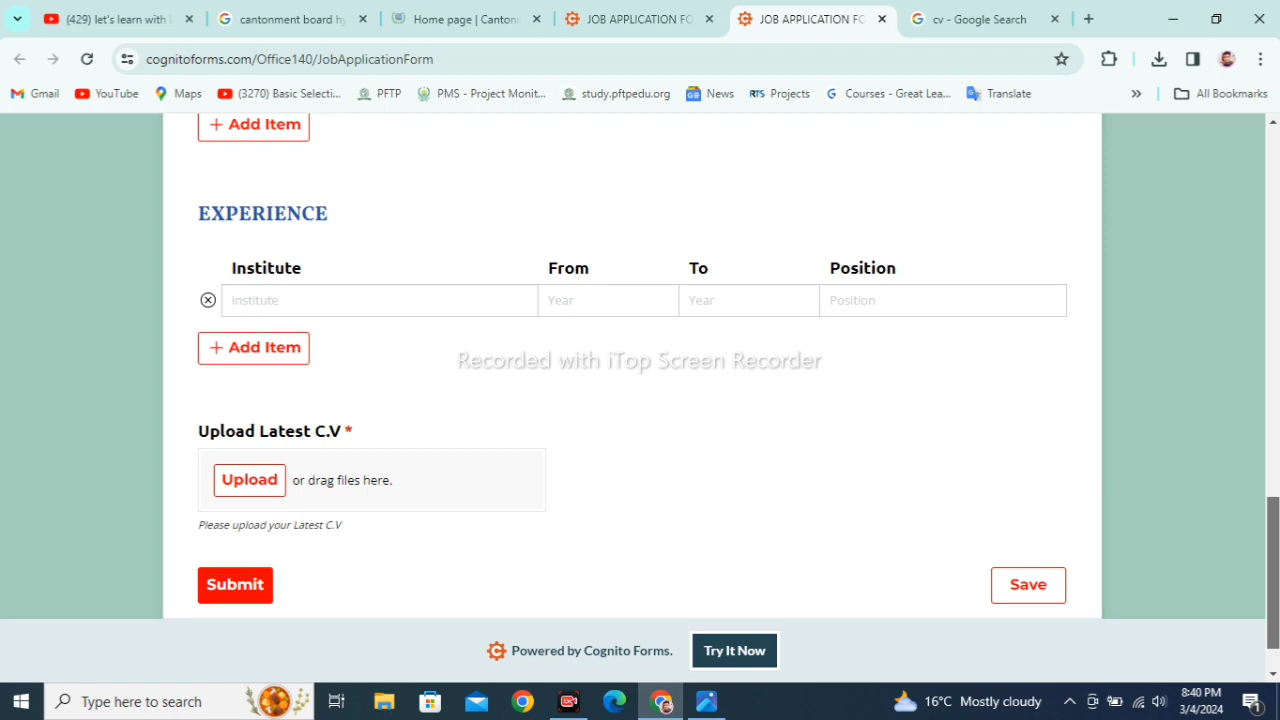 (429) let's learn with
cantonment board hy
Home page | Canton
JOB APPLICATION FO
JOB APPLICATION FO
cv - Google Search
cognitoforms.com/Office140/JobApplicationForm
Gmail
YouTube
Maps
(3270) Basic Selecti...
PFTP
PMS - Project Monit...
study.pftpedu.org
News
RTS Projects
Courses - Great Lea...
Translate
»
All Bookmarks
+ Add Item
EXPERIENCE
Institute From To Position
Institute Year Year Position
+ Add Item
Recorded with iTop Screen Recorder
Upload Latest C.V *
Upload or drag files here.
Please upload your Latest C.V
Submit
Save
Powered by Cognito Forms.
Try It Now
Type here to search
16°C Mostly cloudy
8:40 PM
3/4/2024
1